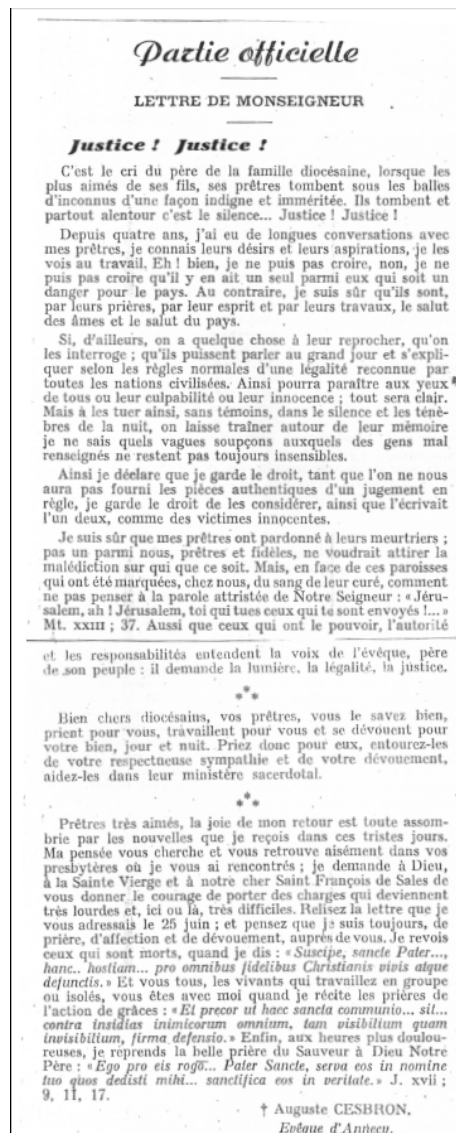 Partie officielle
LETTRE DE MONSEIGNEUR
Justice ! Justice !
C'est le cri du père de la famille diocésaine, lorsque les
plus aimés de ses fils, ses prêtres tombent sous les balles
d'inconnus d'une façon indigne et imméritée. Ils tombent et
partout alentour c'est le silence... Justice ! Justice !
Depuis quatre ans, j'ai eu de longues conversations avec
mes prêtres, je connais leurs désirs et leurs aspirations, je les
vois au travail. Eh ! bien, je ne puis pas croire, non, je ne
puis pas croire qu'il y en ait un seul parmi eux qui soit un
danger pour le pays. Au contraire, je suis sûr qu'ils sont,
par leurs prières, par leur esprit et par leurs travaux, le salut
des âmes et le salut du pays.
Si, d'ailleurs, on a quelque chose à leur reprocher, qu'on
les interroge ; qu'ils puissent parler au grand jour et s'expli-
quer selon les règles normales d'une légalité reconnue par
toutes les nations civilisées. Ainsi pourra paraître aux yeux
de tous ou leur culpabilité ou leur innocence ; tout sera clair.
Mais à les tuer ainsi, sans témoins, dans le silence et les ténè-
bres de la nuit, on laisse traîner autour de leur mémoire
je ne sais quels vagues soupçons auxquels des gens mal
renseignés ne restent pas toujours insensibles.
Ainsi je déclare que je garde le droit, tant que l'on ne nous
aura pas fourni les pièces authentiques d'un jugement en
règle, je garde le droit de les considérer, ainsi que l'écrivait
l'un deux, comme des victimes innocentes.
Je suis sûr que mes prêtres ont pardonné à leurs meurtriers ;
pas un parmi nous, prêtres et fidèles, ne voudrait attirer la
malédiction sur qui que ce soit. Mais, en face de ces paroisses
qui ont été marquées, chez nous, du sang de leur curé, comment
ne pas penser à la parole attristée de Notre Seigneur : « Jéru-
salem, ah ! Jérusalem, toi qui tues ceux qui te sont envoyés !... »
Mt. XXIII ; 37. Aussi que ceux qui ont le pouvoir, l'autorité
et les responsabilités entendent la voix de l'évêque, père
de son peuple : il demande la lumière, la légalité, la justice.
***
Bien chers diocésains, vos prêtres, vous le savez bien,
prient pour vous, travaillent pour vous et se dévouent pour
votre bien, jour et nuit. Priez donc pour eux, entourez-les
de votre respectueuse sympathie et de votre dévouement,
aidez-les dans leur ministère sacerdotal.
***
Prêtres très aimés, la joie de mon retour est toute assom-
brie par les nouvelles que je reçois dans ces tristes jours.
Ma pensée vous cherche et vous retrouve aisément dans vos
presbytères où je vous ai rencontrés ; je demande à Dieu,
à la Sainte Vierge et à notre cher Saint François de Sales de
vous donner le courage de porter des charges qui deviennent
très lourdes et, ici ou là, très difficiles. Relisez la lettre que je
vous adressais le 25 juin ; et pensez que je suis toujours, de
prière, d'affection et de dévouement, auprès de vous. Je revois
ceux qui sont morts, quand je dis : « Suscipe, sancte Pater...,
hanc.. hostiam... pro omnibus fidelibus Christianis vivis atque
defunctis. » Et vous tous, les vivants qui travaillez en groupe
ou isolés, vous êtes avec moi quand je récite les prières de
l'action de grâces : « Et precor ut haec sancta communio... sit...
contra insidias inimicorum omnium, tam visibilium quam
invisibilium, firma defensio. » Enfin, aux heures plus doulou-
reuses, je reprends la belle prière du Sauveur à Dieu Notre
Père : « Ego pro eis rogo... Pater Sancte, serva eos in nomine
tuo quos dedisti mihi... sanctifica eos in veritate. » J. XVII ;
9, 11, 17.
† Auguste CESBRON,
Evêque d'Annecy.